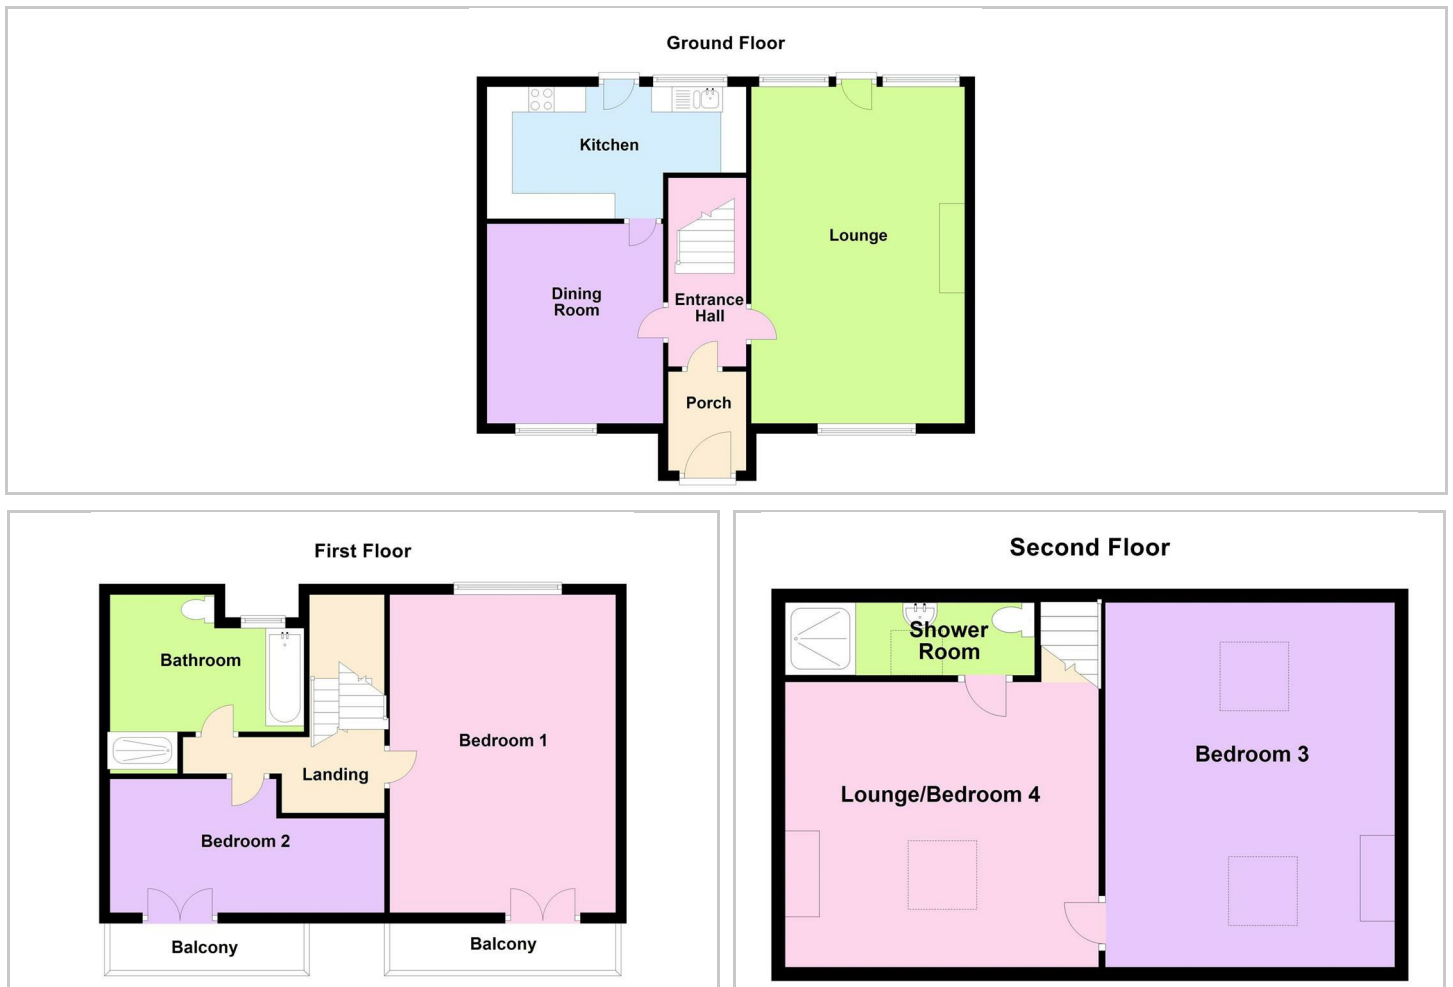 Ground Floor
Kitchen
Lounge
Dining
Room
Entrance
Hall
Porch
First Floor
Bathroom
Bedroom 1
Landing
Bedroom 2
Balcony
Balcony
Second Floor
Shower
Room
Bedroom 3
Lounge/Bedroom 4